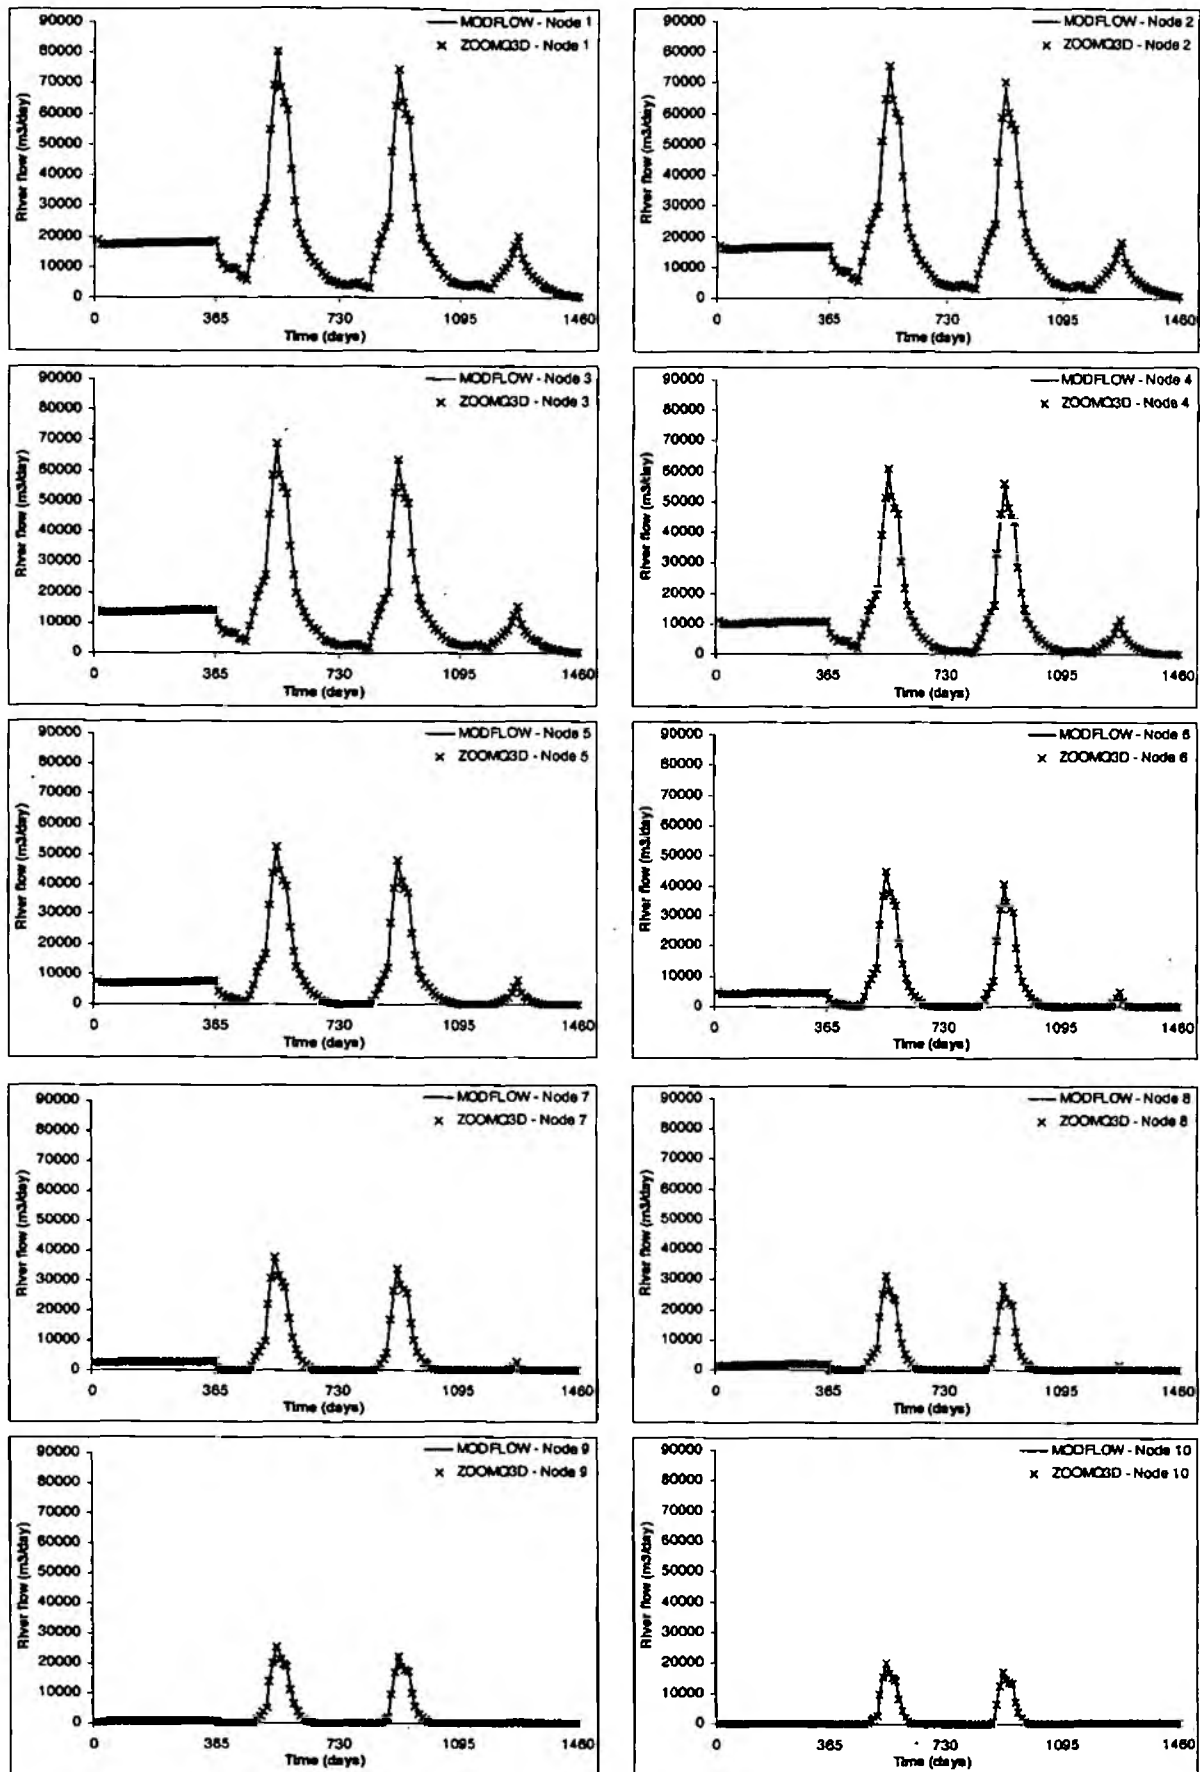 MODFLOW - Node 1
ZOOMQ3D - Node 1
River flow (m3/day)
90000
80000
70000
60000
50000
40000
30000
20000
10000
0
0 365 730 1095 1460
Time (days)
MODFLOW - Node 2
ZOOMQ3D - Node 2
River flow (m3/day)
90000
80000
70000
60000
50000
40000
30000
20000
10000
0
0 365 730 1095 1460
Time (days)
MODFLOW - Node 3
ZOOMQ3D - Node 3
River flow (m3/day)
90000
80000
70000
60000
50000
40000
30000
20000
10000
0
0 365 730 1095 1460
Time (days)
MODFLOW - Node 4
ZOOMQ3D - Node 4
River flow (m3/day)
90000
80000
70000
60000
50000
40000
30000
20000
10000
0
0 365 730 1095 1460
Time (days)
MODFLOW - Node 5
ZOOMQ3D - Node 5
River flow (m3/day)
90000
80000
70000
60000
50000
40000
30000
20000
10000
0
0 365 730 1095 1460
Time (days)
MODFLOW - Node 6
ZOOMQ3D - Node 6
River flow (m3/day)
90000
80000
70000
60000
50000
40000
30000
20000
10000
0
0 365 730 1095 1460
Time (days)
MODFLOW - Node 7
ZOOMQ3D - Node 7
River flow (m3/day)
90000
80000
70000
60000
50000
40000
30000
20000
10000
0
0 365 730 1095 1460
Time (days)
MODFLOW - Node 8
ZOOMQ3D - Node 8
River flow (m3/day)
90000
80000
70000
60000
50000
40000
30000
20000
10000
0
0 365 730 1095 1460
Time (days)
MODFLOW - Node 9
ZOOMQ3D - Node 9
River flow (m3/day)
90000
80000
70000
60000
50000
40000
30000
20000
10000
0
0 365 730 1095 1460
Time (days)
MODFLOW - Node 10
ZOOMQ3D - Node 10
River flow (m3/day)
90000
80000
70000
60000
50000
40000
30000
20000
10000
0
0 365 730 1095 1460
Time (days)